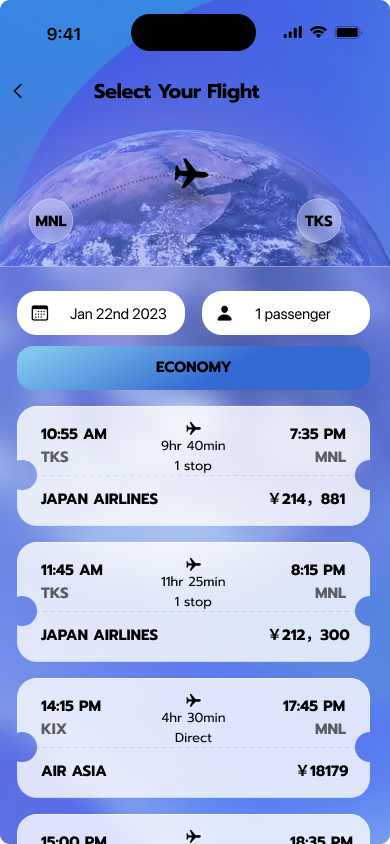 9:41
Select Your Flight
MNL
TKS
Jan 22nd 2023
1 passenger
ECONOMY
10:55 AM
9hr 40min
7:35 PM
TKS
1 stop
MNL
JAPAN AIRLINES
¥214，881
11:45 AM
11hr 25min
8:15 PM
TKS
1 stop
MNL
JAPAN AIRLINES
¥212，300
14:15 PM
4hr 30min
17:45 PM
KIX
Direct
MNL
AIR ASIA
¥18179
15:00 PM
18:35 PM